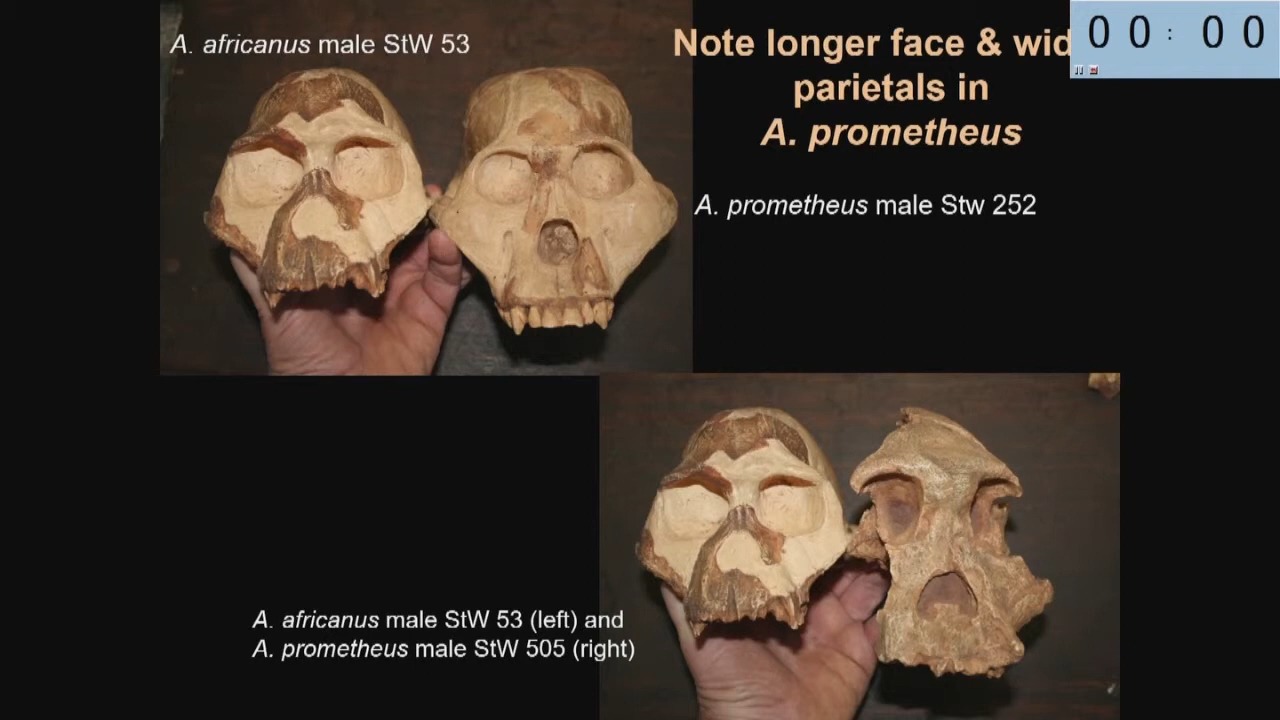 A. africanus male StW 53
Note longer face & wid
parietals in
A. prometheus
00:00
A. prometheus male Stw 252
A. africanus male StW 53 (left) and
A. prometheus male StW 505 (right)